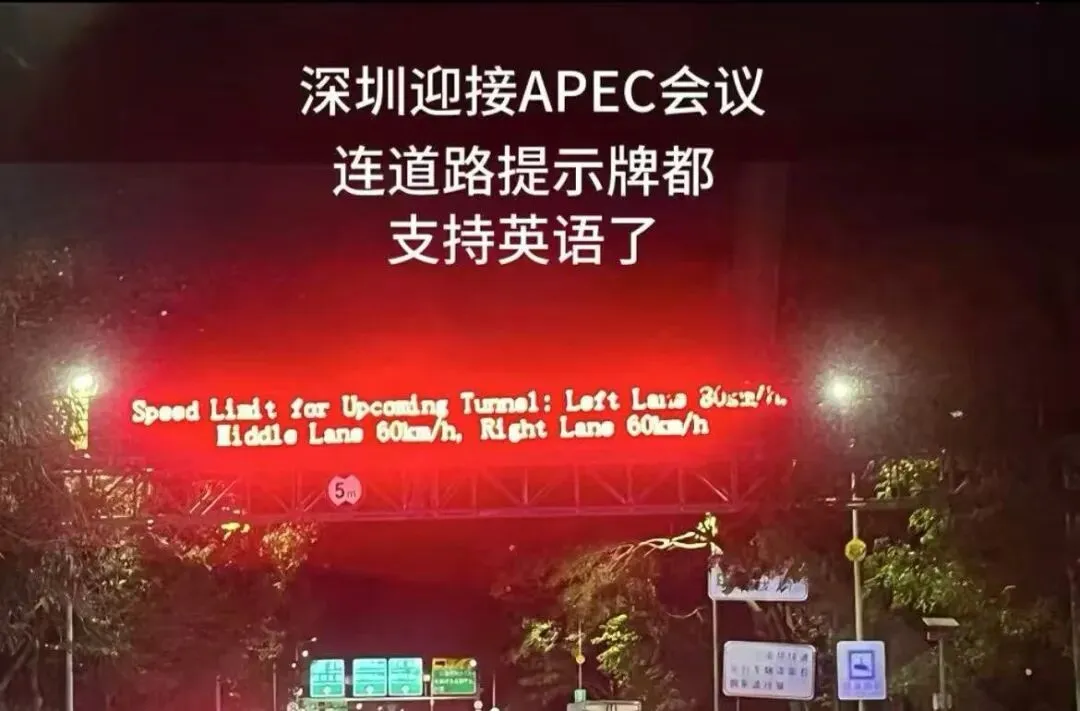 深圳迎接APEC会议
连道路提示牌都
支持英语了
Speed Limit for Upcoming Tunnel: Left Lane 80km/h,
Middle Lane 60km/h, Right Lane 60km/h
5m